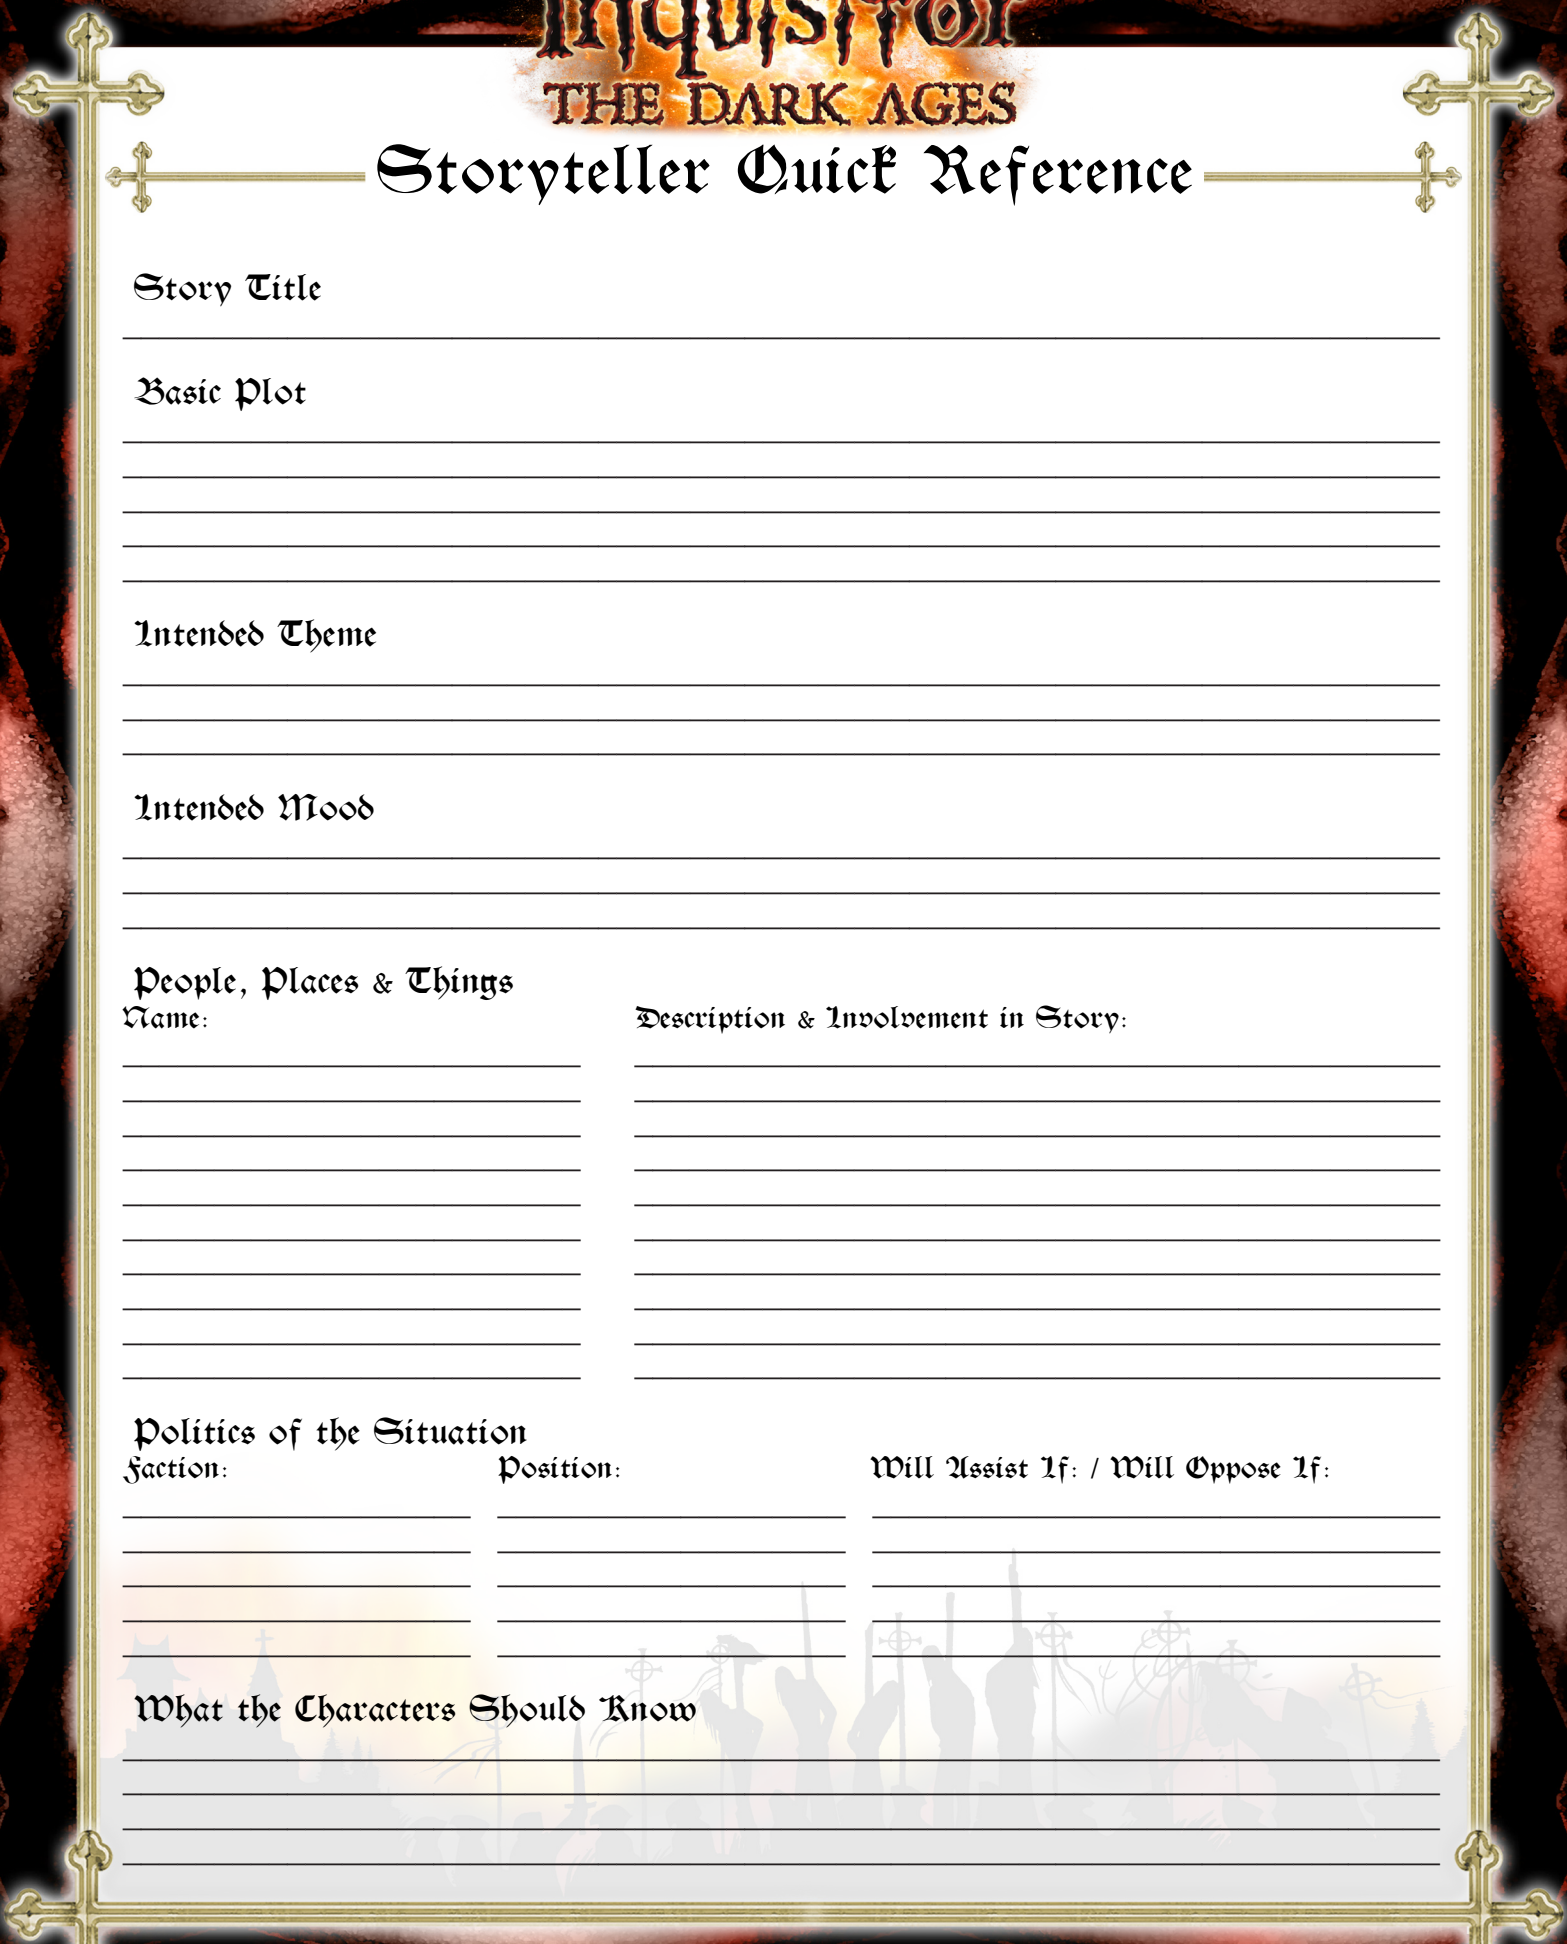 Inquisitor
THE DARK AGES
Storyteller Quick Reference
Story Title
Basic Plot
Intended Theme
Intended Mood
People, Places & Things
Name: Description & Involvement in Story:
Politics of the Situation
Faction: Position: Will Assist If: / Will Oppose If:
What the Characters Should Know